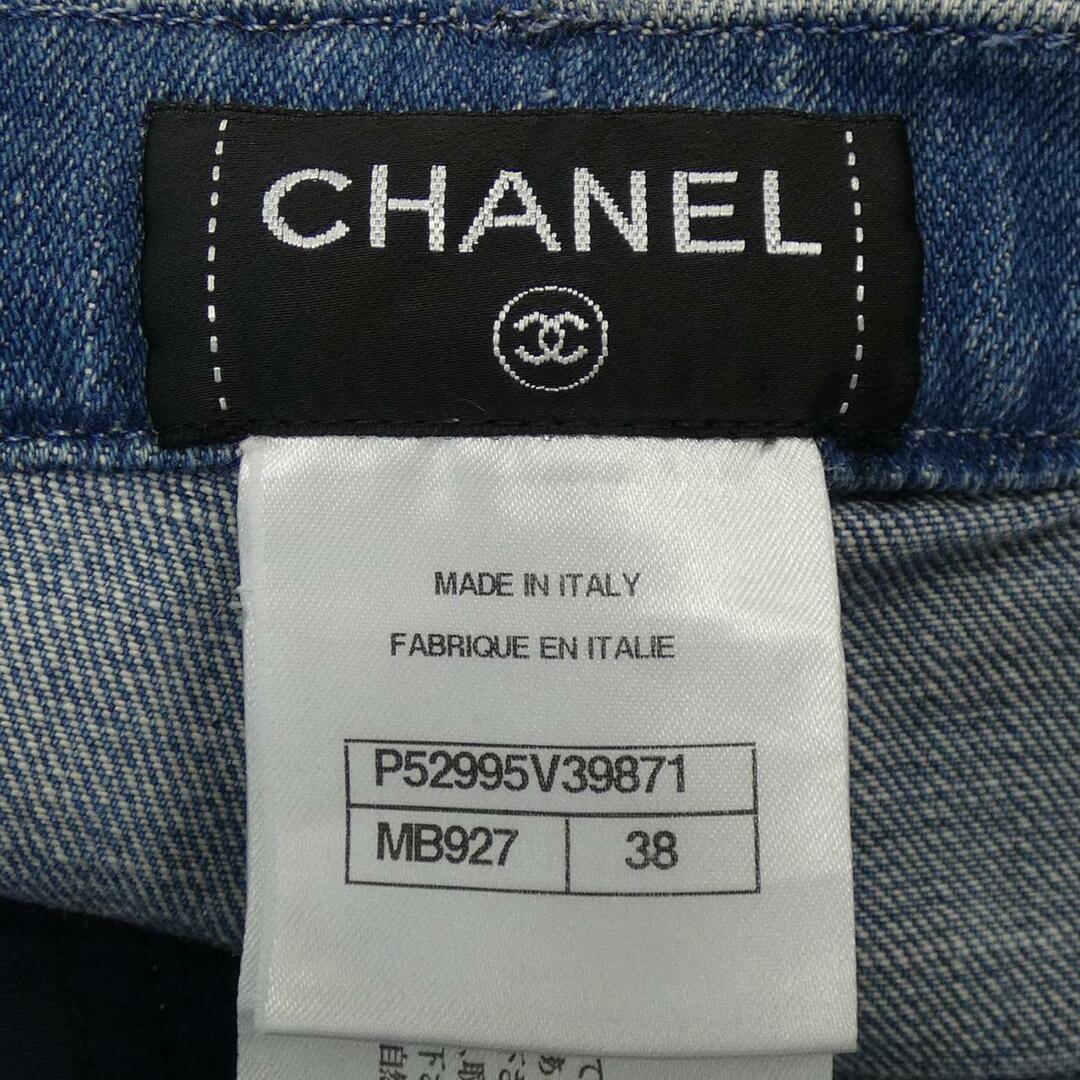 CHANEL
MADE IN ITALY
FABRIQUE EN ITALIE
P52995V39871
MB927 38